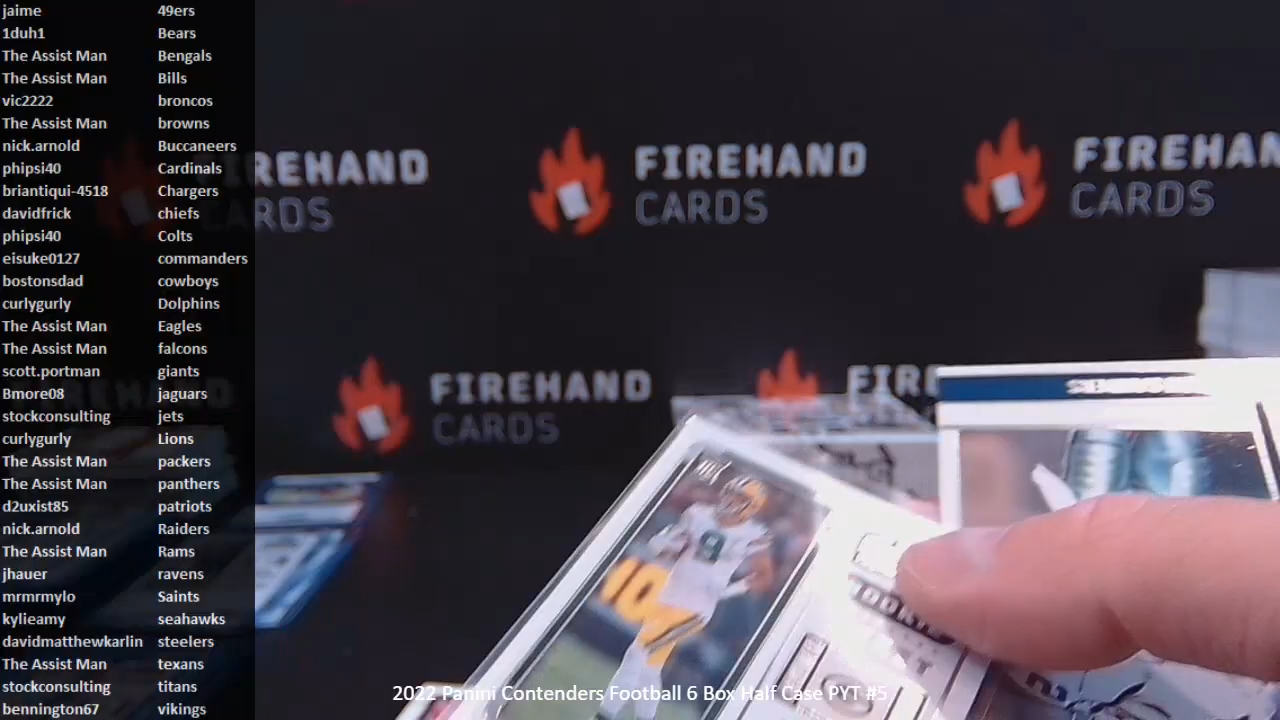 jaime 49ers
1duh1 Bears
The Assist Man Bengals
The Assist Man Bills
vic2222 broncos
The Assist Man browns
nick.arnold Buccaneers
phipsi40 Cardinals
briantiqui-4518 Chargers
davidfrick chiefs
phipsi40 Colts
eisuke0127 commanders
bostonsdad cowboys
curlygurly Dolphins
The Assist Man Eagles
The Assist Man falcons
scott.portman giants
Bmore08 jaguars
stockconsulting jets
curlygurly Lions
The Assist Man packers
The Assist Man panthers
d2uxist85 patriots
nick.arnold Raiders
The Assist Man Rams
jhauer ravens
mrmrmylo Saints
kylieamy seahawks
davidmatthewkarlin steelers
The Assist Man texans
stockconsulting titans
bennington67 vikings
FIREHAND
CARDS
FIREHAND
CARDS
FIREHAN
CARDS
FIREHAND
CARDS
FIRE
9
2022 Panini Contenders Football 6 Box Half Case PYT #5